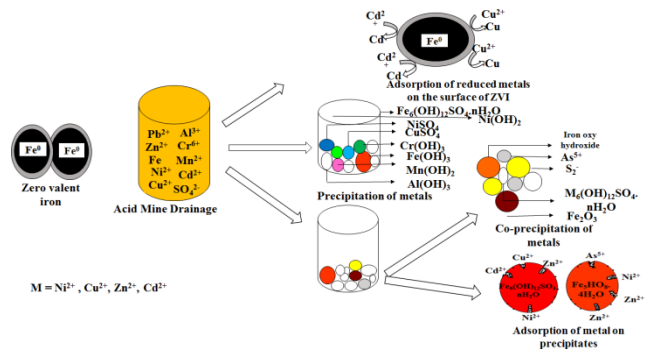 Fe⁰ Fe⁰
Zero valent
iron
Pb²⁺ Al³⁺
Zn²⁺ Cr⁶⁺
Fe Mn²⁺
Ni²⁺ Cd²⁺
Cu²⁺ SO₄²⁻
Acid Mine Drainage
M = Ni²⁺ , Cu²⁺, Zn²⁺, Cd²⁺
Cd²⁺
Cd
Cd²⁺
Cd
Fe⁰
Cu²⁺
Cu
Cu²⁺
Cu
Adsorption of reduced metals
on the surface of ZVI
Fe₆(OH)₁₂SO₄.nH₂O
Ni(OH)₂
NiSO₄
CuSO₄
Cr(OH)₃
Fe(OH)₃
Mn(OH)₂
Al(OH)₃
Precipitation of metals
Iron oxy
hydroxide
As⁵⁺
S₂⁻
M₆(OH)₁₂SO₄.
nH₂O
Fe₂O₃
Co-precipitation of
metals
Cu²⁺
Zn²⁺
Cd²⁺
Fe₆(OH)₁₂SO₄.
nH₂O
Ni²⁺
As⁵⁺
Ni²⁺
Fe₅HO₈.
4H₂O
Zn²⁺
Zn²⁺
Adsorption of metal on
precipitates